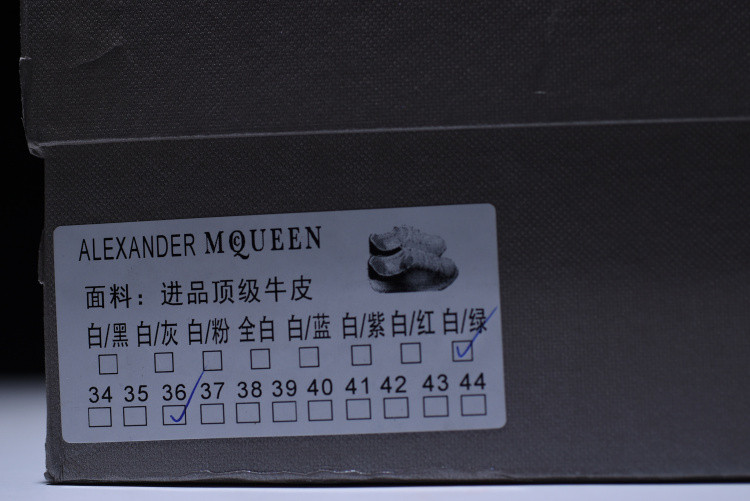 ALEXANDER McQUEEN
面料：进品顶级牛皮
白/黑 白/灰 白/粉 全白 白/蓝 白/紫 白/红 白/绿
34 35 36 37 38 39 40 41 42 43 44